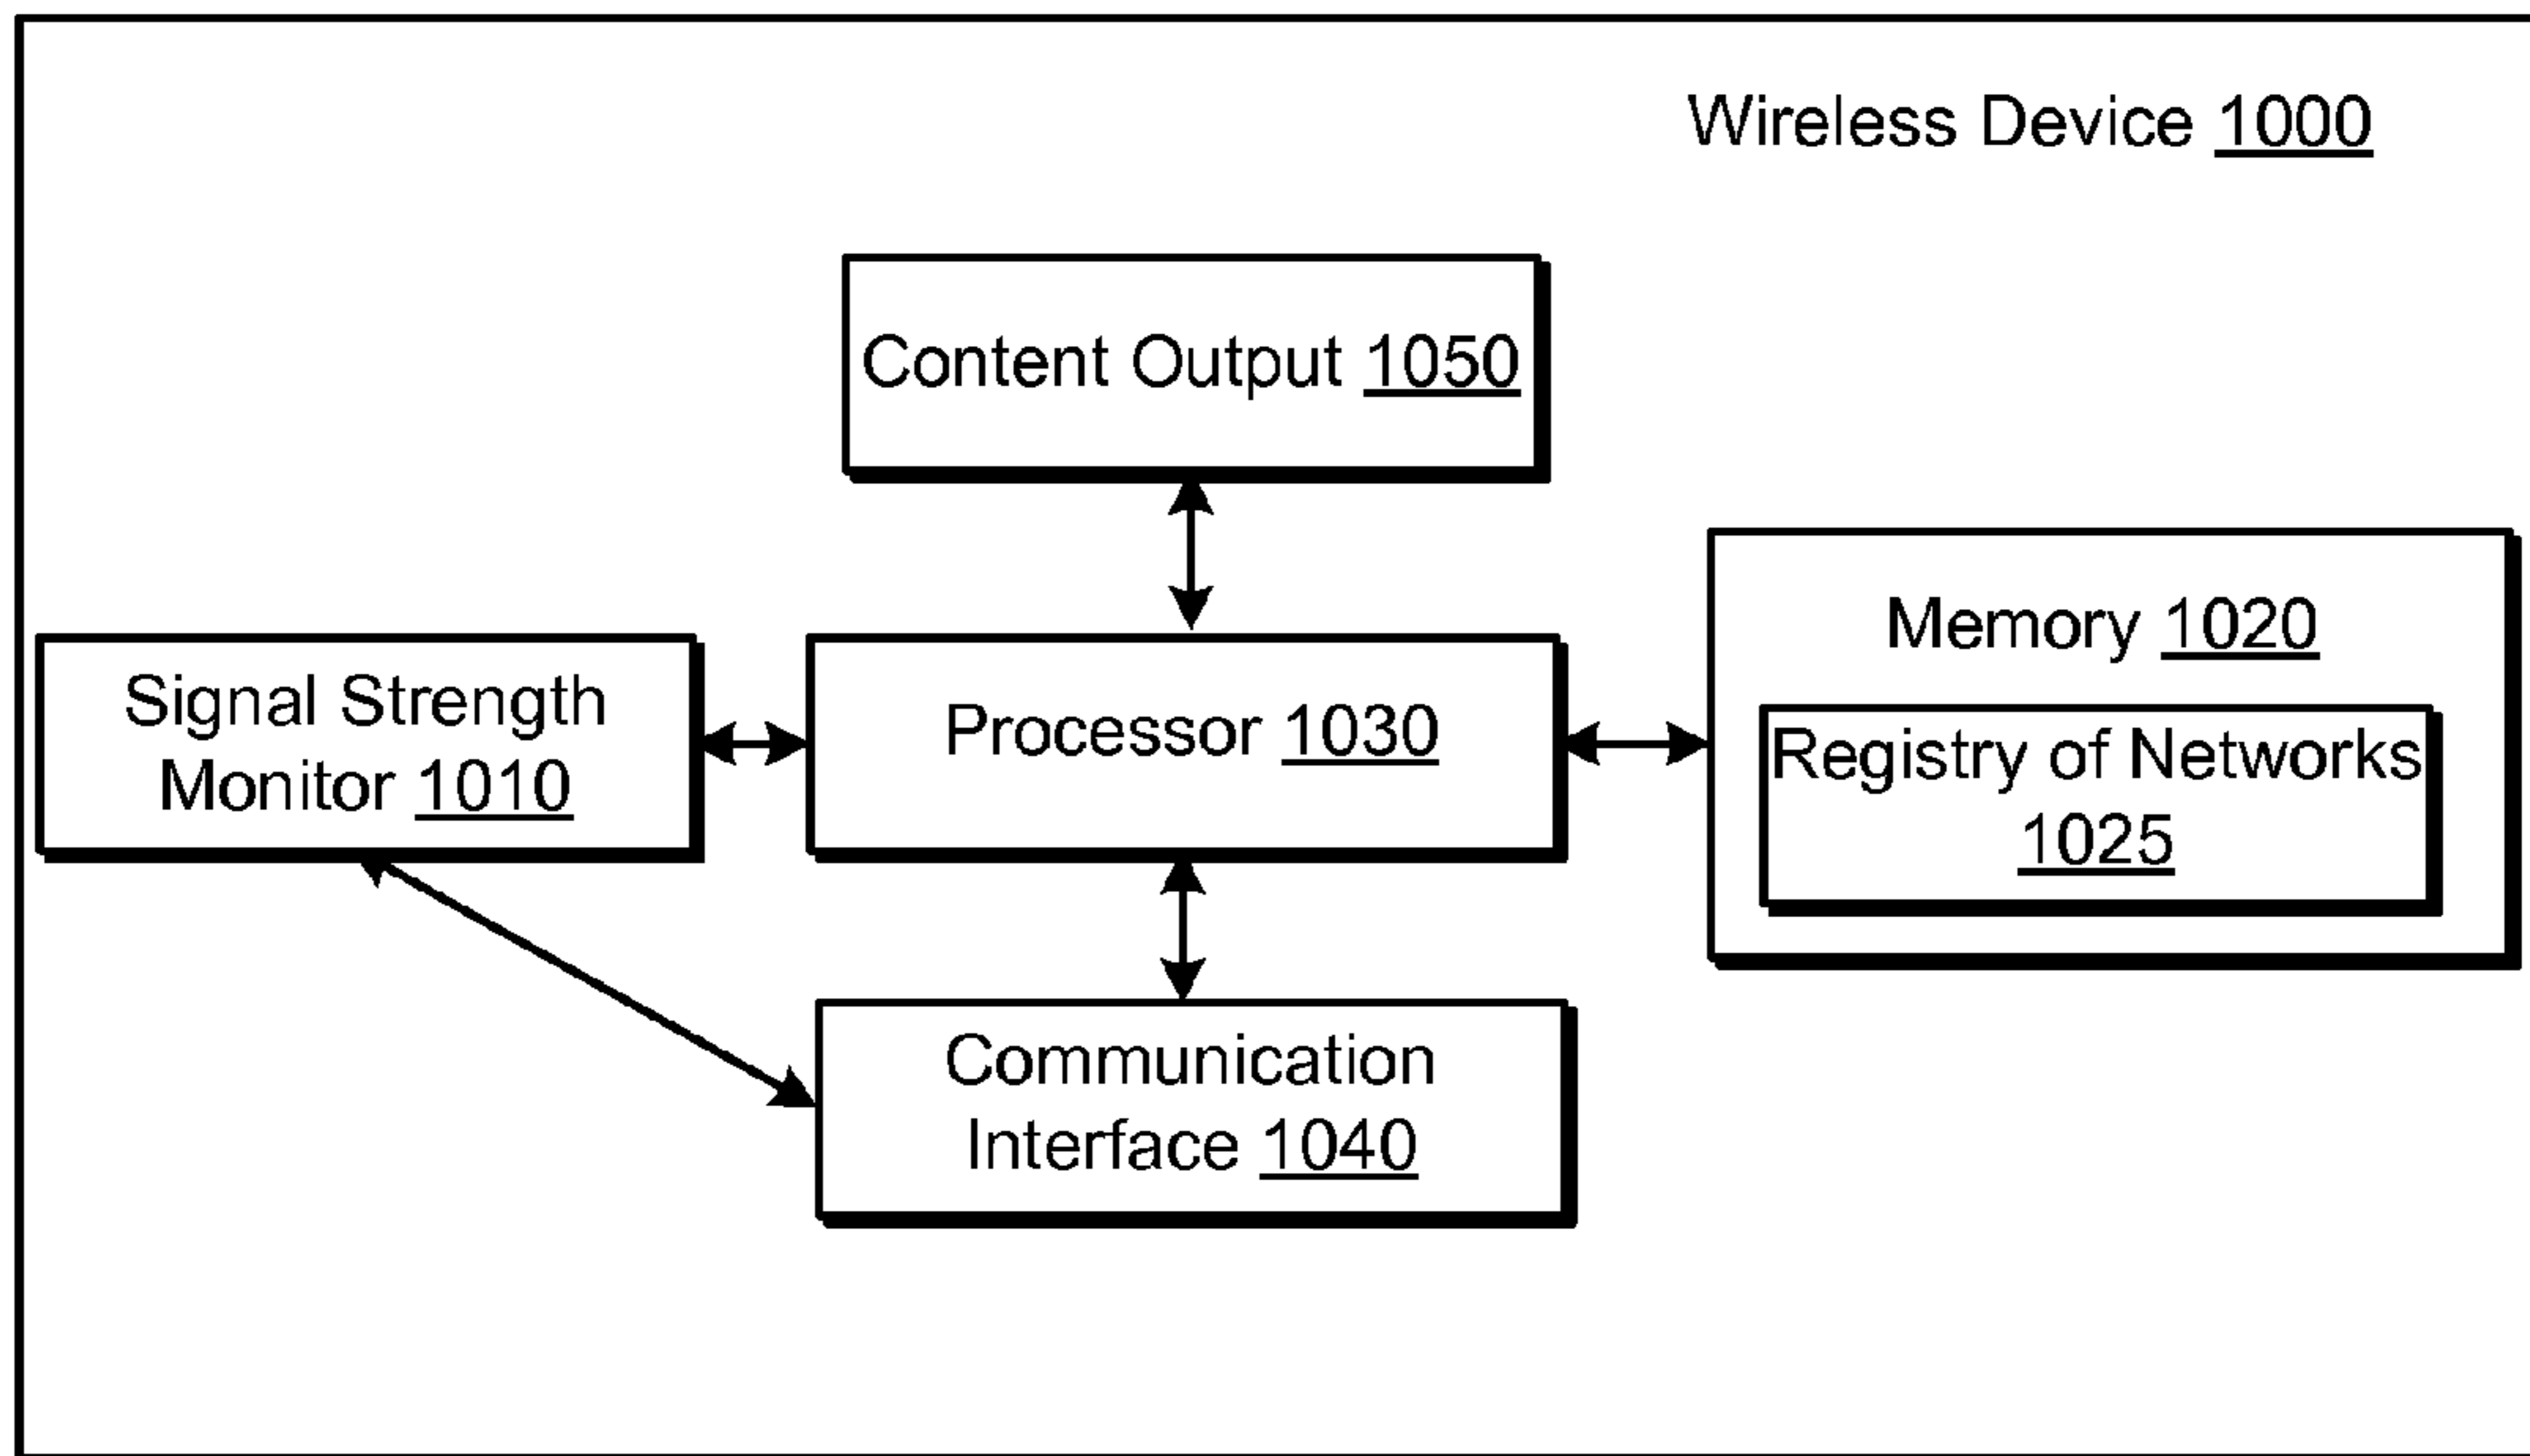 Wireless Device 1000
Content Output 1050
Signal Strength
Monitor 1010
Processor 1030
Memory 1020
Registry of Networks
1025
Communication
Interface 1040